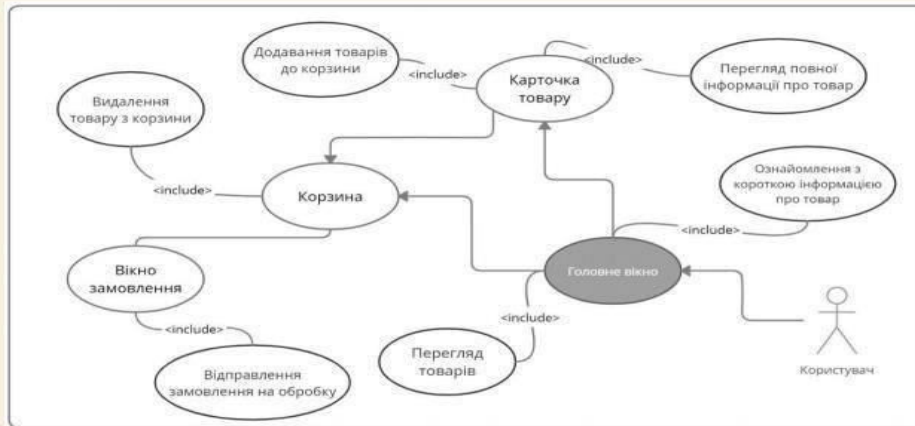 Додавання товарів
до корзини
<include>
Карточка
товару
<include>
Перегляд повної
інформації про товар
Видалення
товару з корзини
<include>
Корзина
Ознайомлення з
короткою інформацією
про товар
<include>
Вікно
замовлення
Головне вікно
<include>
<include>
Перегляд
товарів
Відправлення
замовлення на обробку
Користувач